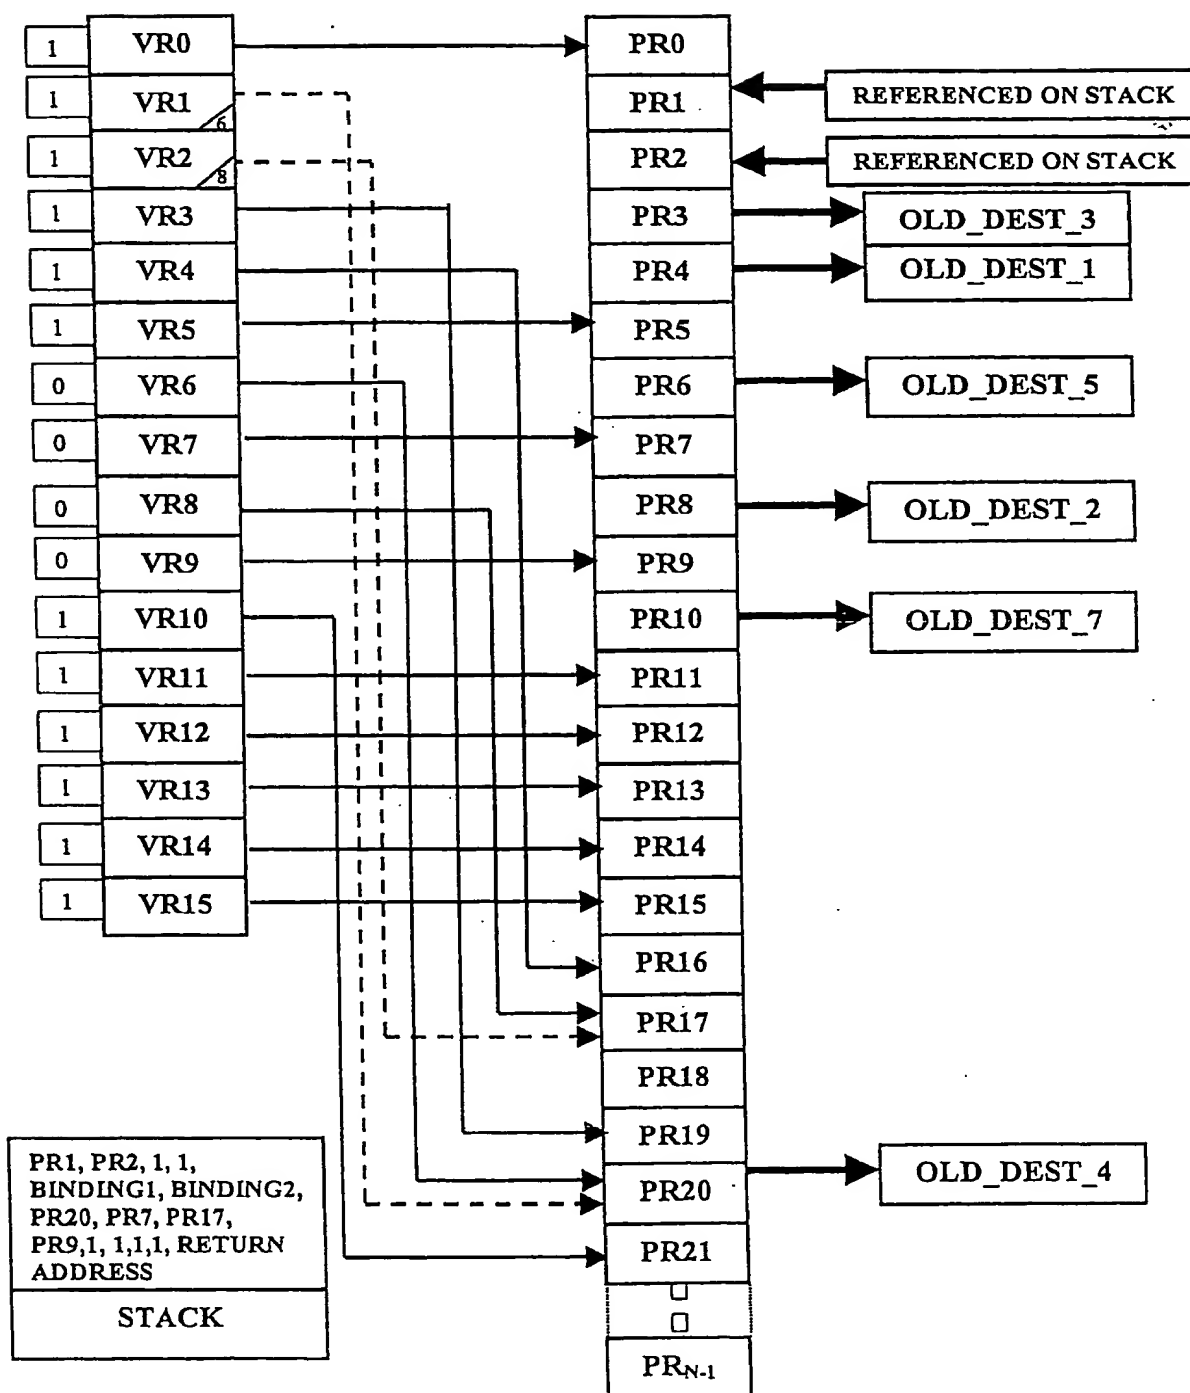 1 VR0 PR0
1 VR1 6 PR1 REFERENCED ON STACK
1 VR2 8 PR2 REFERENCED ON STACK
1 VR3 PR3 OLD_DEST_3
1 VR4 PR4 OLD_DEST_1
1 VR5 PR5
0 VR6 PR6 OLD_DEST_5
0 VR7 PR7
0 VR8 PR8 OLD_DEST_2
0 VR9 PR9
1 VR10 PR10 OLD_DEST_7
1 VR11 PR11
1 VR12 PR12
1 VR13 PR13
1 VR14 PR14
1 VR15 PR15
PR16
PR17
PR18
PR19
PR20 OLD_DEST_4
PR21
PRN-1
PR1, PR2, 1, 1,
BINDING1, BINDING2,
PR20, PR7, PR17,
PR9,1, 1,1,1, RETURN
ADDRESS
STACK